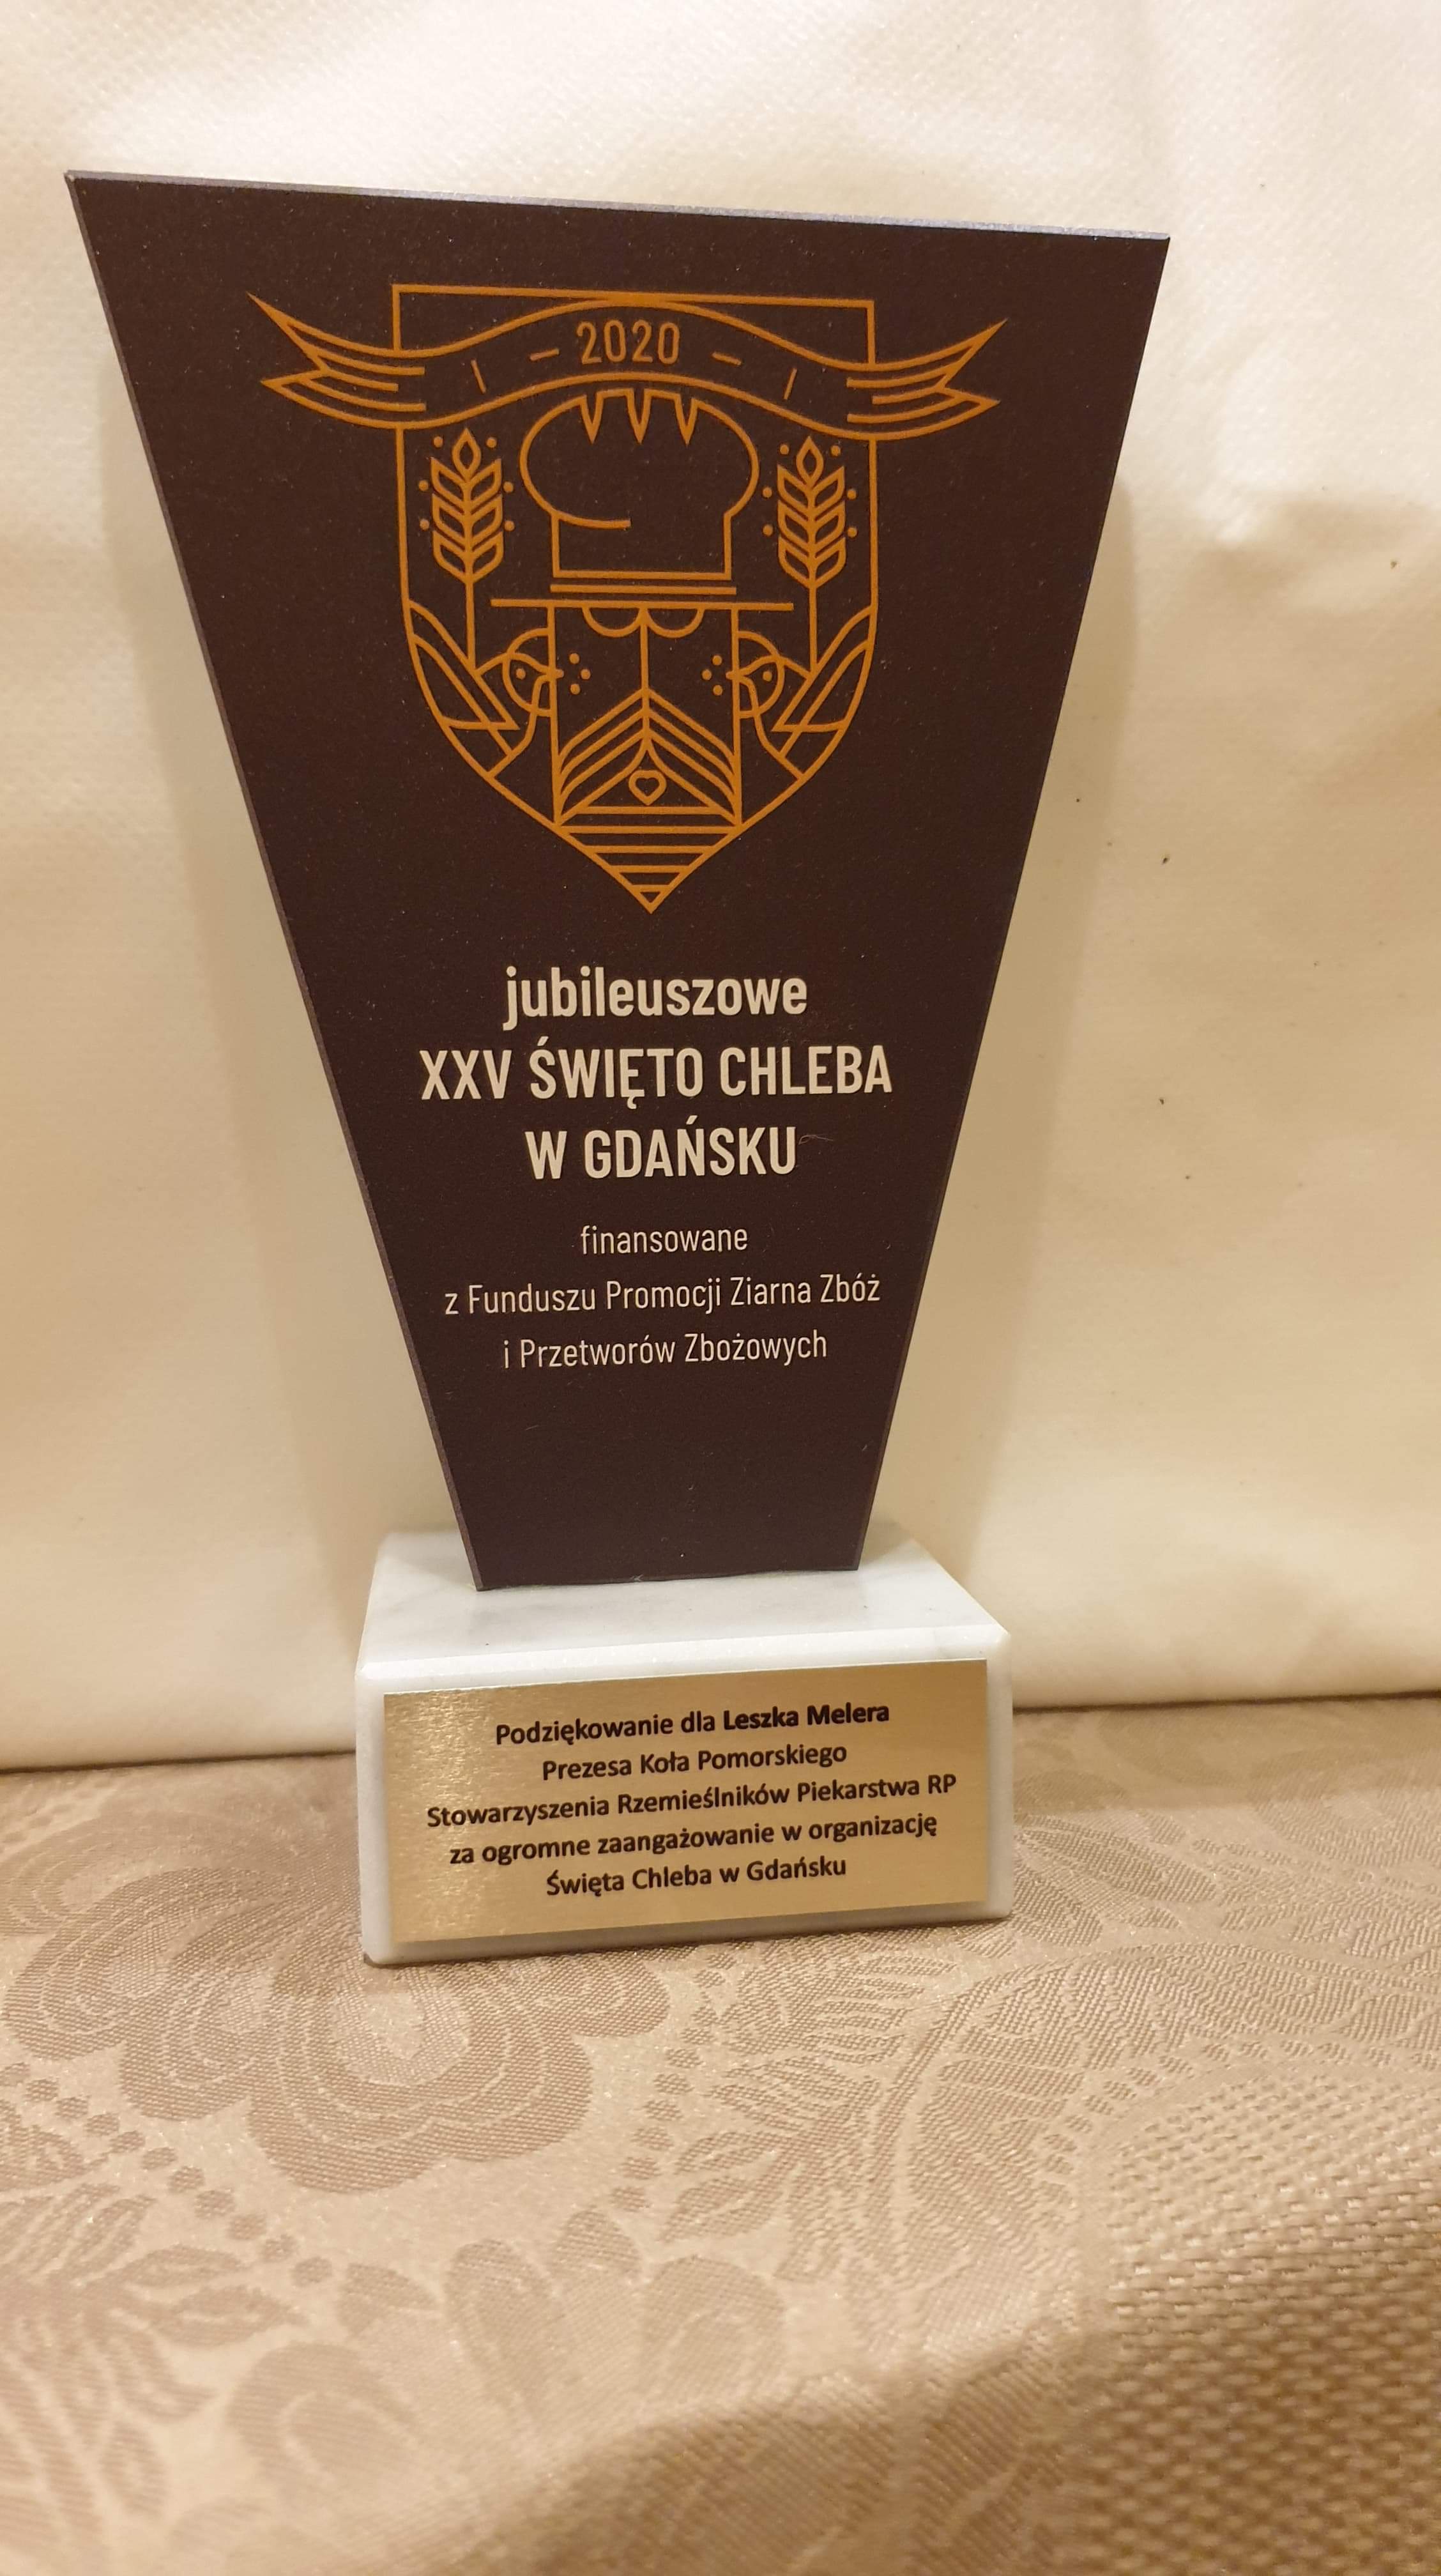 2020
jubileuszowe
XXV ŚWIĘTO CHLEBA
W GDAŃSKU
finansowane
z Funduszu Promocji Ziarna Zbóż
i Przetworów Zbożowych
Podziękowanie dla Leszka Melera
Prezesa Koła Pomorskiego
Stowarzyszenia Rzemieślników Piekarstwa RP
za ogromne zaangażowanie w organizację
Święta Chleba w Gdańsku